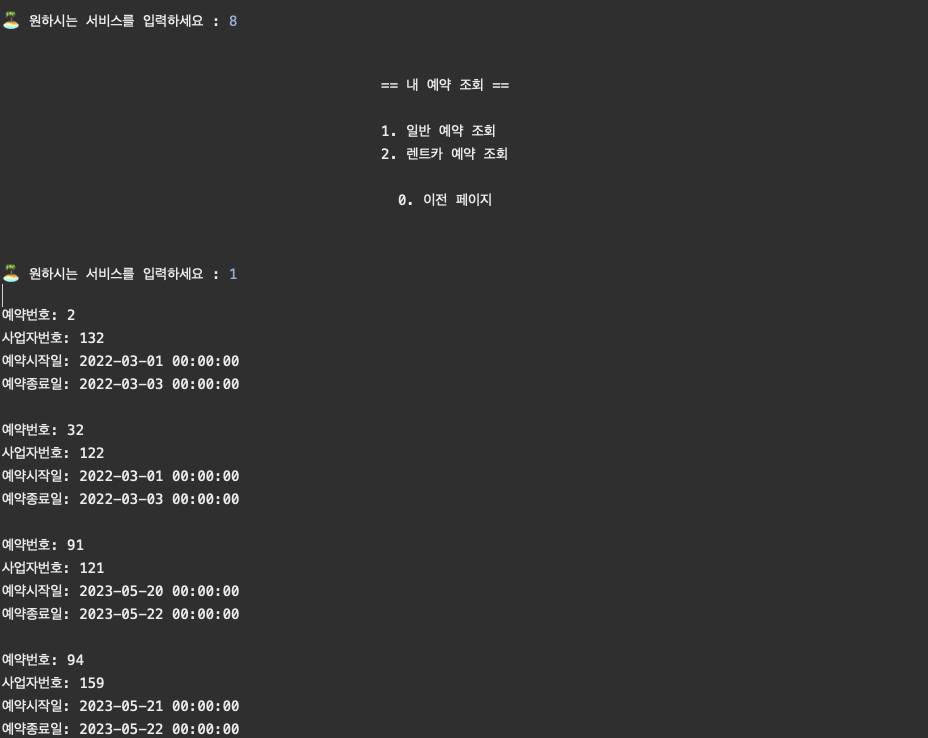 🏝️ 원하시는 서비스를 입력하세요 : 8
== 내 예약 조회 ==
1. 일반 예약 조회
2. 렌트카 예약 조회
0. 이전 페이지
🏝️ 원하시는 서비스를 입력하세요 : 1
예약번호: 2
사업자번호: 132
예약시작일: 2022-03-01 00:00:00
예약종료일: 2022-03-03 00:00:00
예약번호: 32
사업자번호: 122
예약시작일: 2022-03-01 00:00:00
예약종료일: 2022-03-03 00:00:00
예약번호: 91
사업자번호: 121
예약시작일: 2023-05-20 00:00:00
예약종료일: 2023-05-22 00:00:00
예약번호: 94
사업자번호: 159
예약시작일: 2023-05-21 00:00:00
예약종료일: 2023-05-22 00:00:00